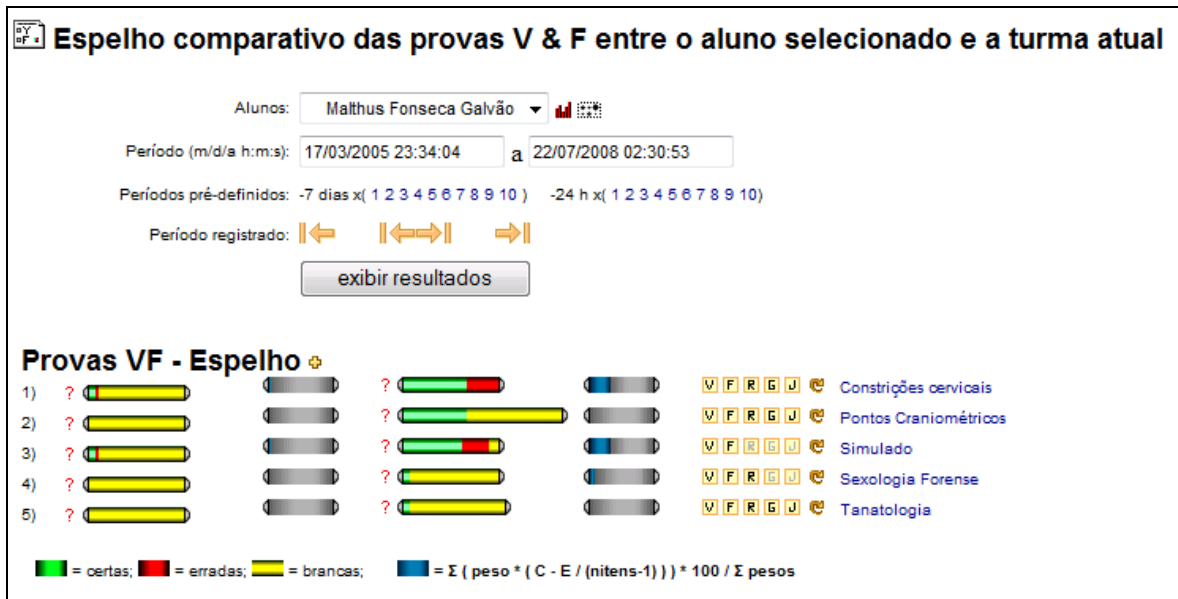 Espelho comparativo das provas V & F entre o aluno selecionado e a turma atual
Alunos: Malthus Fonseca Galvão
Período (m/d/a h:m:s): 17/03/2005 23:34:04 a 22/07/2008 02:30:53
Períodos pré-definidos: -7 dias x( 1 2 3 4 5 6 7 8 9 10 ) -24 h x( 1 2 3 4 5 6 7 8 9 10)
Período registrado:
exibir resultados
Provas VF - Espelho
1) ? ? V F R G J Constrições cervicais
2) ? ? V F R G J Pontos Craniométricos
3) ? ? V F R G J Simulado
4) ? ? V F R G J Sexologia Forense
5) ? ? V F R G J Tanatologia
= certas; = erradas; = brancas; = Σ ( peso * ( C - E / (nitens-1) ) ) * 100 / Σ pesos